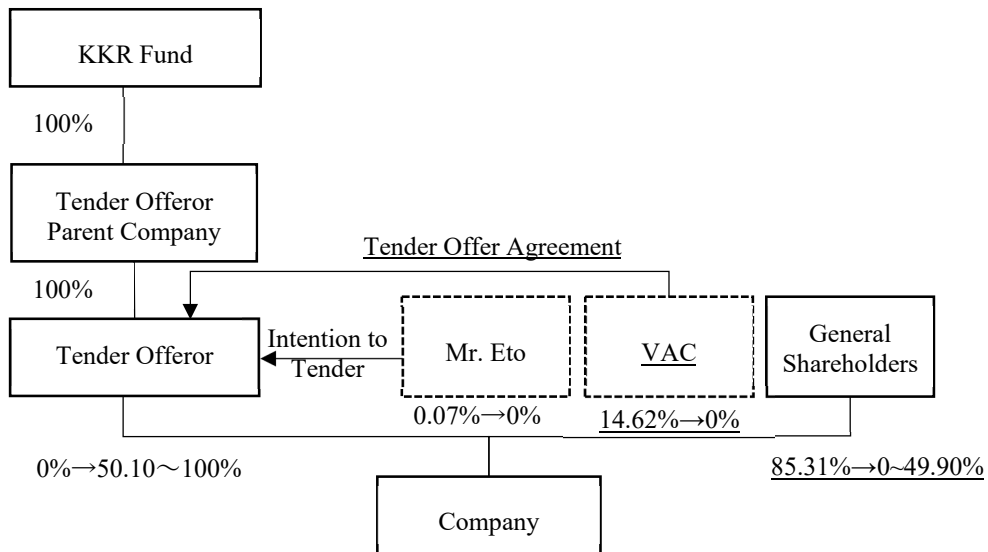 KKR Fund
100%
Tender Offeror
Parent Company
Tender Offer Agreement
100%
Tender Offeror
Intention to
Tender
Mr. Eto
VAC
General
Shareholders
0.07%→0%
14.62%→0%
0%→50.10～100%
85.31%→0~49.90%
Company